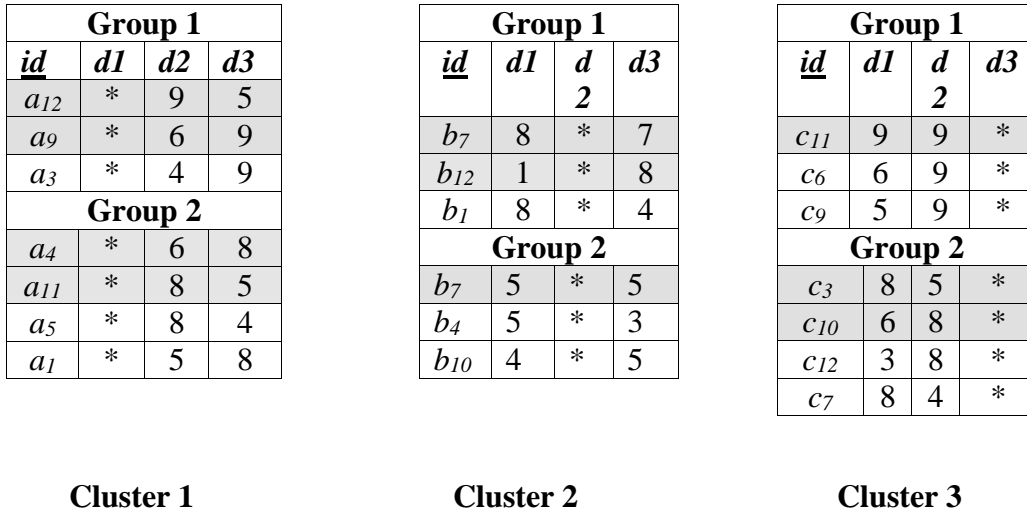 Group 1
id d1 d2 d3
a12 * 9 5
a9 * 6 9
a3 * 4 9
Group 2
a4 * 6 8
a11 * 8 5
a5 * 8 4
a1 * 5 8
Cluster 1
Group 1
id d1 d d3
2
b7 8 * 7
b12 1 * 8
b1 8 * 4
Group 2
b7 5 * 5
b4 5 * 3
b10 4 * 5
Cluster 2
Group 1
id d1 d d3
2
c11 9 9 *
c6 6 9 *
c9 5 9 *
Group 2
c3 8 5 *
c10 6 8 *
c12 3 8 *
c7 8 4 *
Cluster 3